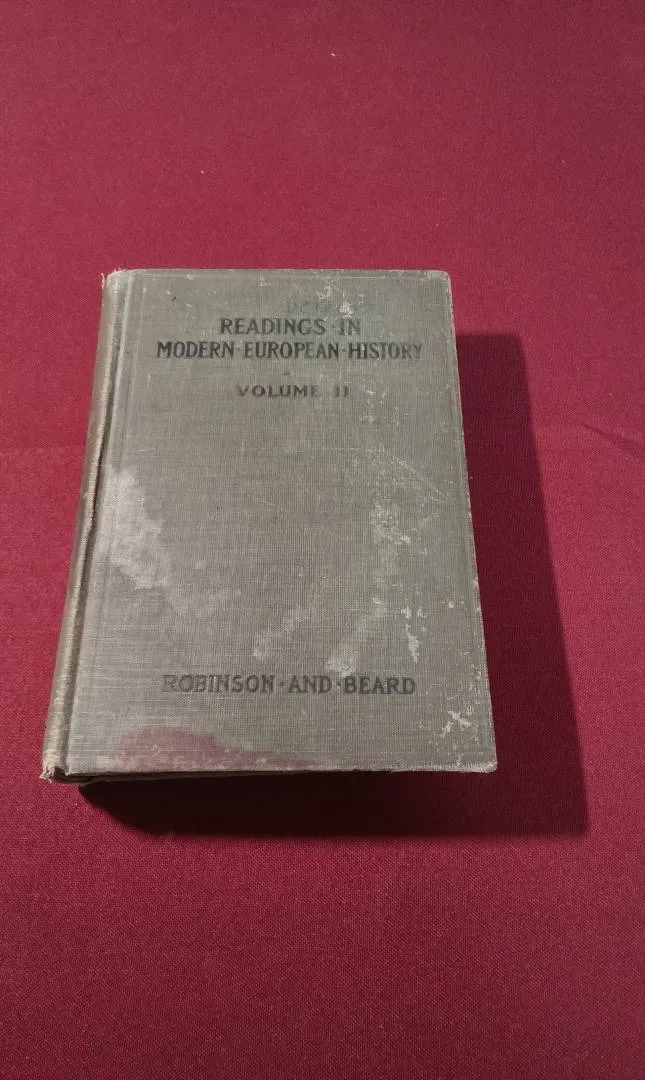 READINGS · IN
MODERN · EUROPEAN · HISTORY
VOLUME II
ROBINSON · AND · BEARD